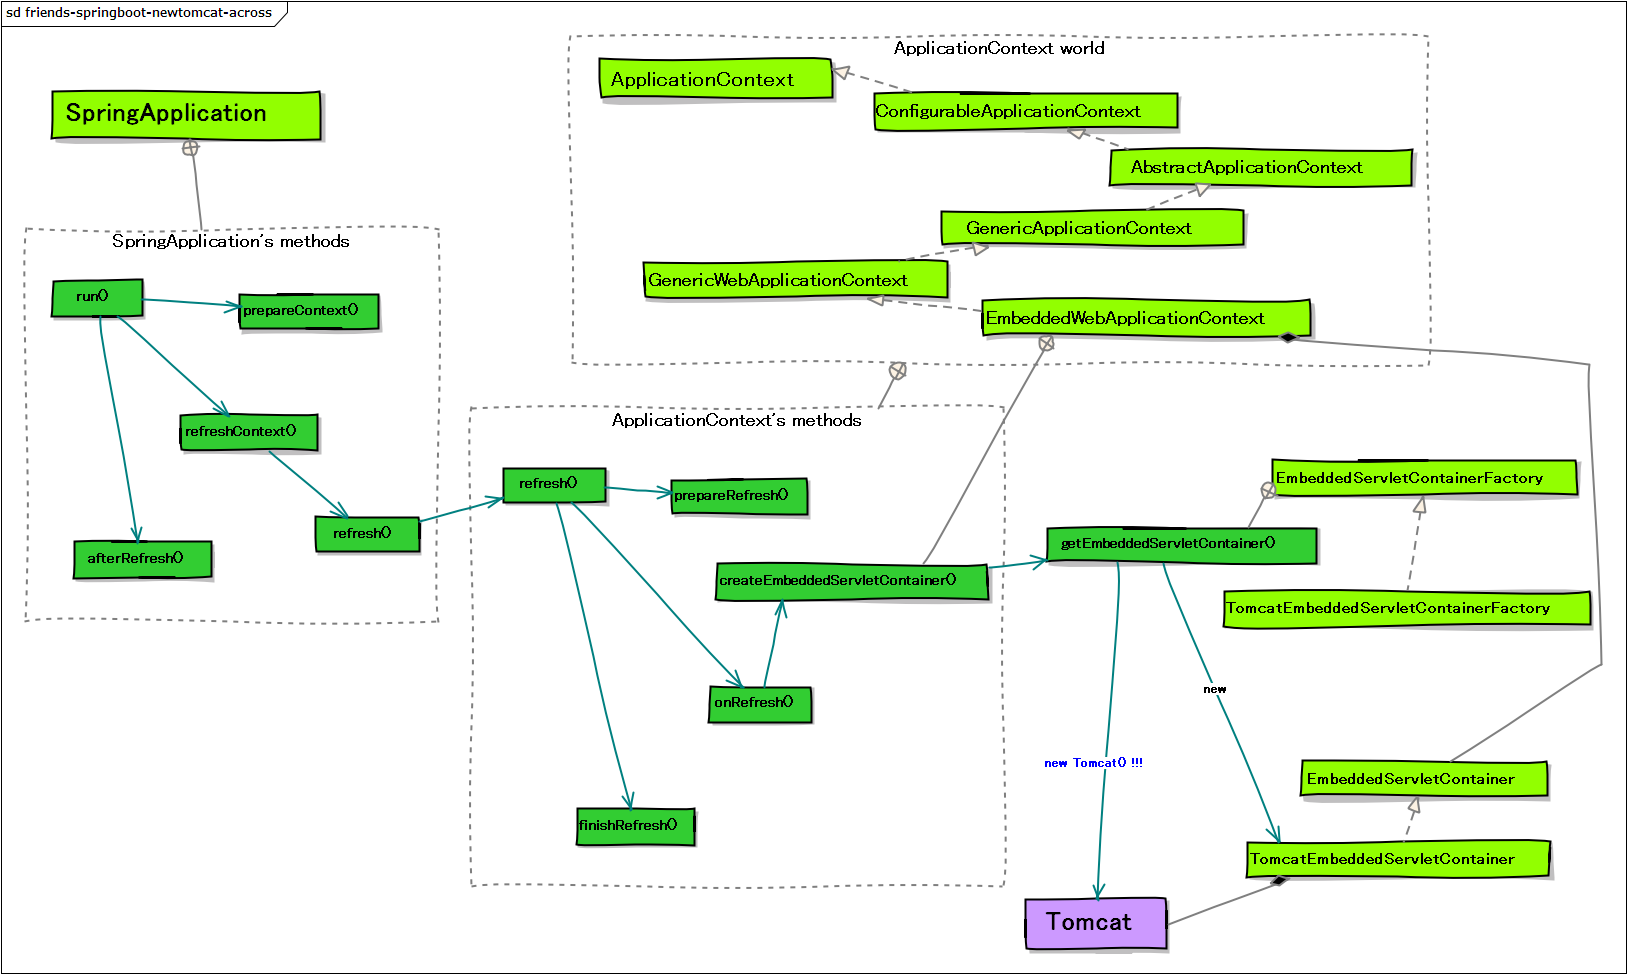 sd friends-springboot-newtomcat-across
ApplicationContext world
ApplicationContext
SpringApplication
ConfigurableApplicationContext
AbstractApplicationContext
GenericApplicationContext
SpringApplication's methods
GenericWebApplicationContext
run()
prepareContext()
EmbeddedWebApplicationContext
ApplicationContext's methods
refreshContext()
refresh()
prepareRefresh()
EmbeddedServletContainerFactory
refresh()
getEmbeddedServletContainer()
afterRefresh()
createEmbeddedServletContainer()
TomcatEmbeddedServletContainerFactory
new
onRefresh()
new Tomcat() !!!
EmbeddedServletContainer
finishRefresh()
TomcatEmbeddedServletContainer
Tomcat